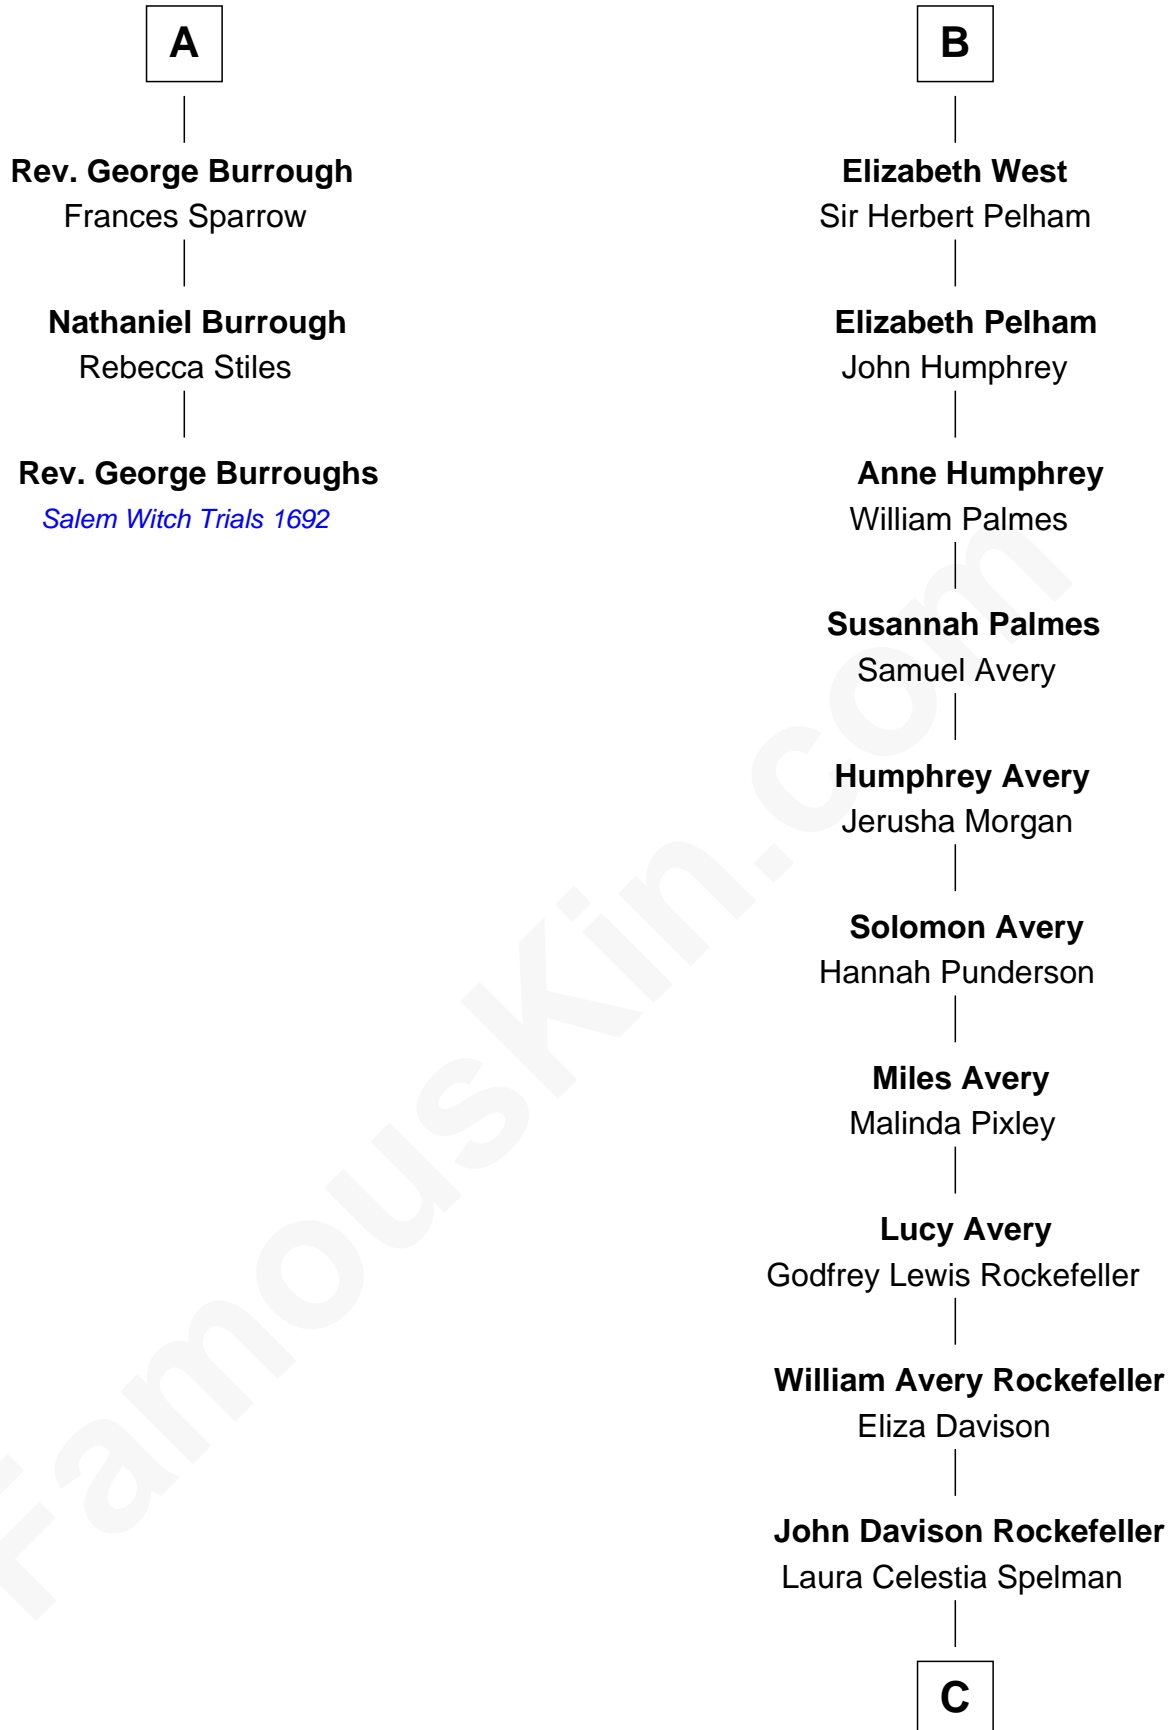 A
Rev. George Burrough
Frances Sparrow
Nathaniel Burrough
Rebecca Stiles
Rev. George Burroughs
Salem Witch Trials 1692
B
Elizabeth West
Sir Herbert Pelham
Elizabeth Pelham
John Humphrey
Anne Humphrey
William Palmes
Susannah Palmes
Samuel Avery
Humphrey Avery
Jerusha Morgan
Solomon Avery
Hannah Punderson
Miles Avery
Malinda Pixley
Lucy Avery
Godfrey Lewis Rockefeller
William Avery Rockefeller
Eliza Davison
John Davison Rockefeller
Laura Celestia Spelman
C
FamousKin.com